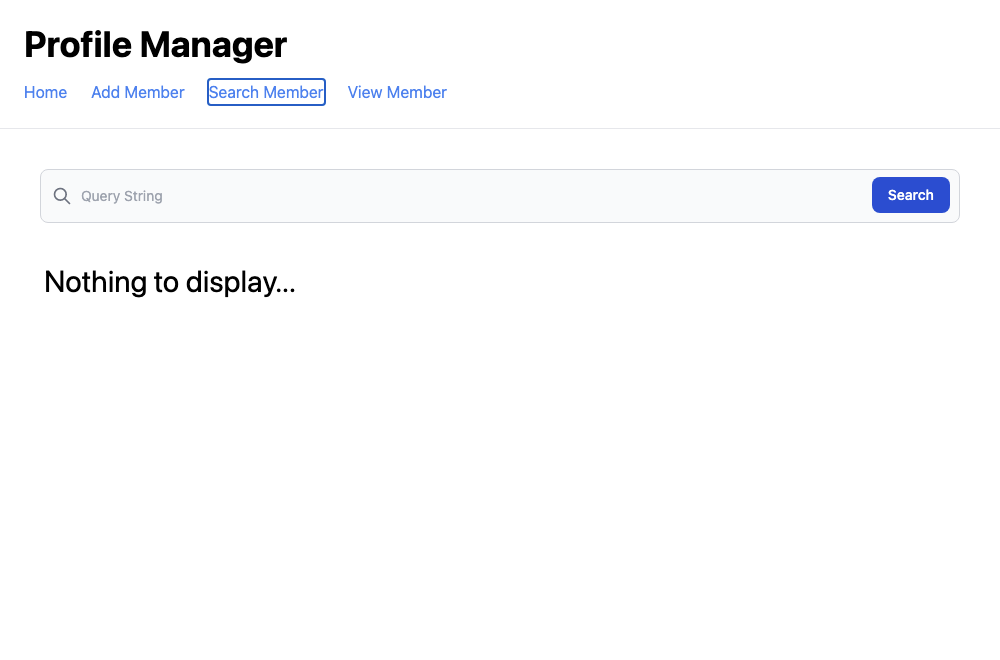 Profile Manager
Home Add Member Search Member View Member
Query String Search
Nothing to display...